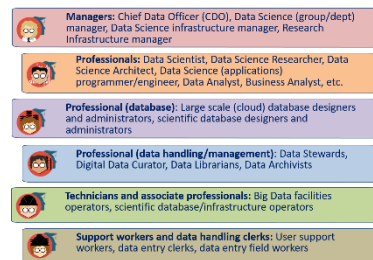 Managers: Chief Data Officer (CDO), Data Science (group/dept)
manager, Data Science infrastructure manager, Research
Infrastructure manager
Professionals: Data Scientist, Data Science Researcher, Data
Science Architect, Data Science (applications)
programmer/engineer, Data Analyst, Business Analyst, etc.
Professional (database): Large scale (cloud) database designers
and administrators, scientific database designers and
administrators
Professional (data handling/management): Data Stewards,
Digital Data Curator, Data Librarians, Data Archivists
Technicians and associate professionals: Big Data facilities
operators, scientific database/infrastructure operators
Support workers and data handling clerks: User support
workers, data entry clerks, data entry field workers